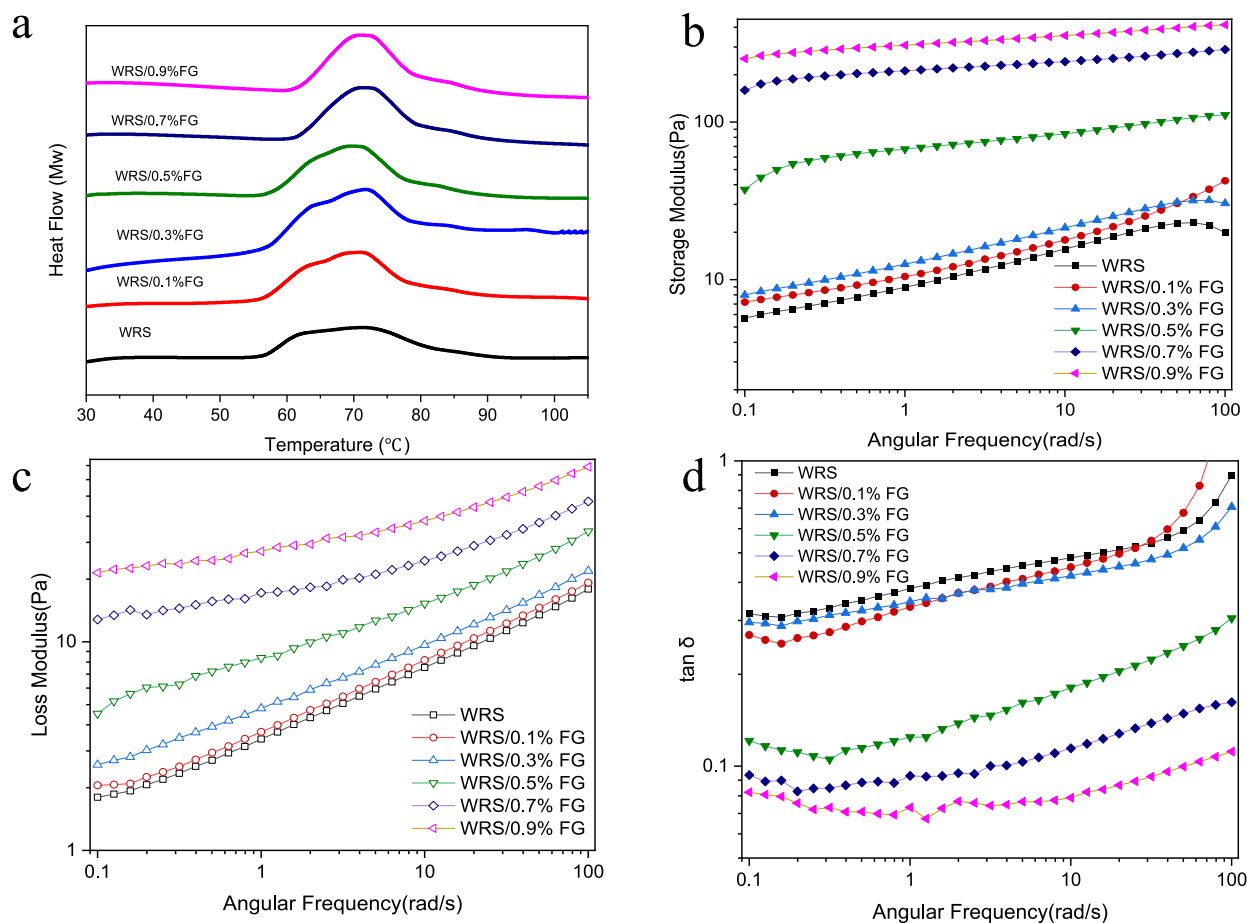 a
Heat Flow (Mw)
WRS/0.9%FG
WRS/0.7%FG
WRS/0.5%FG
WRS/0.3%FG
WRS/0.1%FG
WRS
30 40 50 60 70 80 90 100
Temperature (℃)
b
Storage Modulus(Pa)
100
10
WRS
WRS/0.1% FG
WRS/0.3% FG
WRS/0.5% FG
WRS/0.7% FG
WRS/0.9% FG
0.1 1 10 100
Angular Frequency(rad/s)
c
Loss Modulus(Pa)
10
1
WRS
WRS/0.1% FG
WRS/0.3% FG
WRS/0.5% FG
WRS/0.7% FG
WRS/0.9% FG
0.1 1 10 100
Angular Frequency(rad/s)
d
tan δ
1
0.1
WRS
WRS/0.1% FG
WRS/0.3% FG
WRS/0.5% FG
WRS/0.7% FG
WRS/0.9% FG
0.1 1 10 100
Angular Frequency(rad/s)